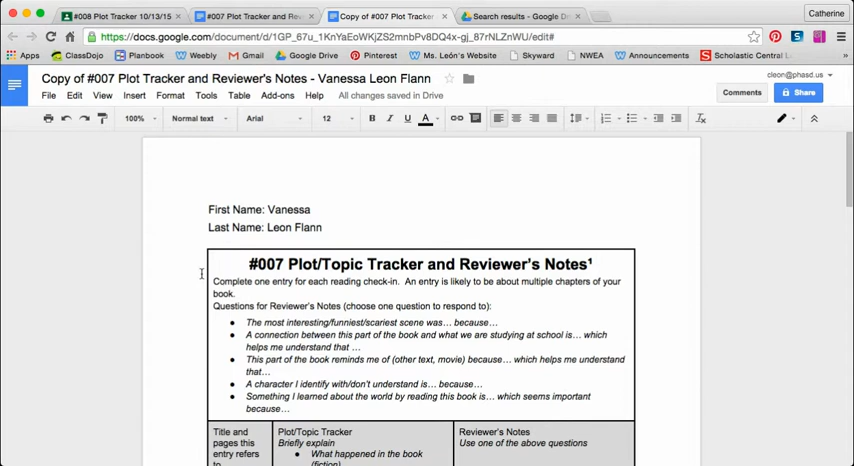 #008 Plot Tracker 10/13/15
#007 Plot Tracker and Revi
Copy of #007 Plot Tracker
Search results - Google D
Catherine
https://docs.google.com/document/d/1GP_67u_1KnYaEoWKjZS2mnbPv8DQ4x-gj_87rNLZnWU/edit#
Apps ClassDojo Planbook Weebly Gmail Pinterest Ms. León's Website Skyward NWEA Announcements Scholastic Central L
Copy of #007 Plot Tracker and Reviewer's Notes - Vanessa Leon Flann
cleon@phasd.us
File Edit View Insert Format Tools Table Add-ons Help All changes saved in Drive
Comments
Share
100% Normal text Arial 12 B I U A
First Name: Vanessa
Last Name: Leon Flann
#007 Plot/Topic Tracker and Reviewer's Notes¹
Complete one entry for each reading check-in. An entry is likely to be about multiple chapters of your
book.
Questions for Reviewer's Notes (choose one question to respond to):
● The most interesting/funniest/scariest scene was… because…
● A connection between this part of the book and what we are studying at school is… which
helps me understand that …
● This part of the book reminds me of (other text, movie) because… which helps me understand
that…
● A character I identify with/don't understand is… because…
● Something I learned about the world by reading this book is… which seems important
because…
Title and
pages this
entry refers
to
Plot/Topic Tracker
Briefly explain
● What happened in the book
(fiction)
Reviewer's Notes
Use one of the above questions